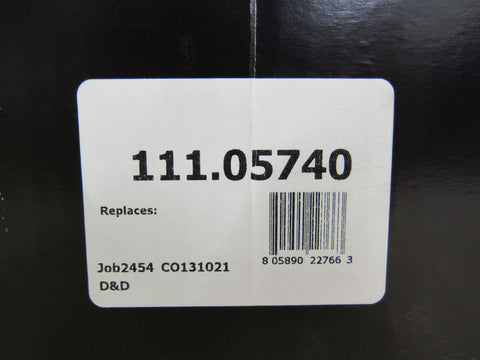 111.05740
Replaces:
8 05890 22766 3
Job2454 CO131021
D&D